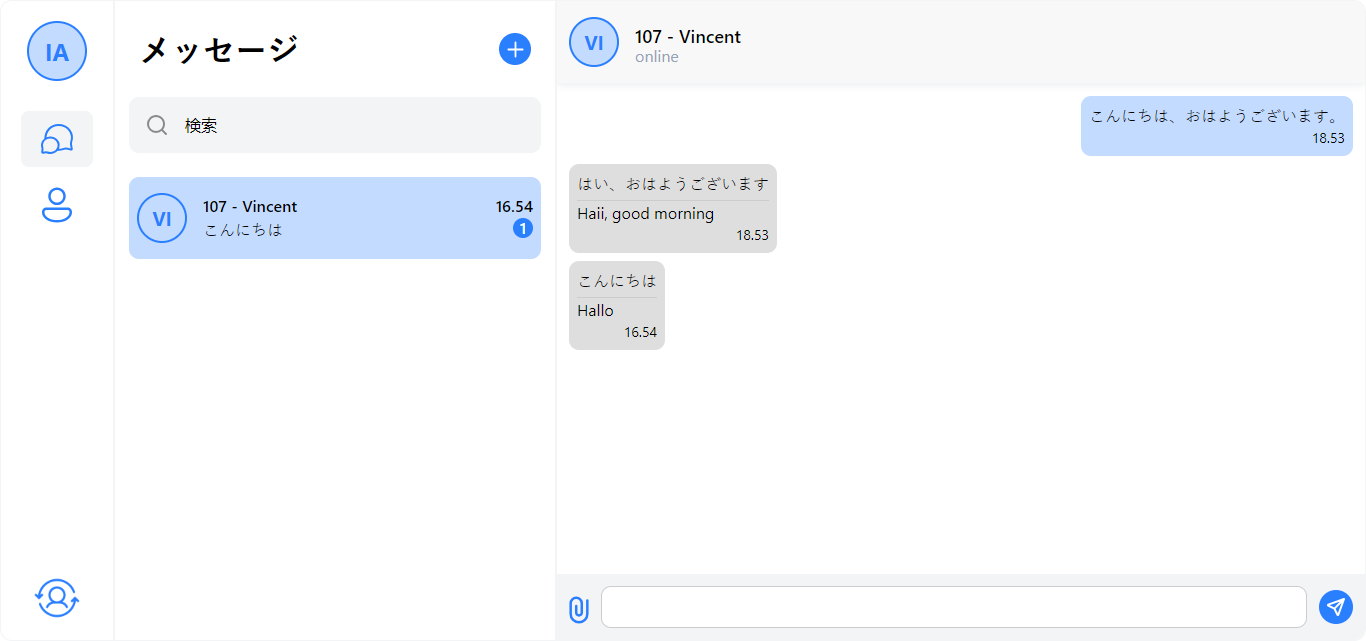 IA
メッセージ
検索
VI
107 - Vincent
16.54
こんにちは
1
VI
107 - Vincent
online
こんにちは、おはようございます。
18.53
はい、おはようございます
Haii, good morning
18.53
こんにちは
Hallo
16.54